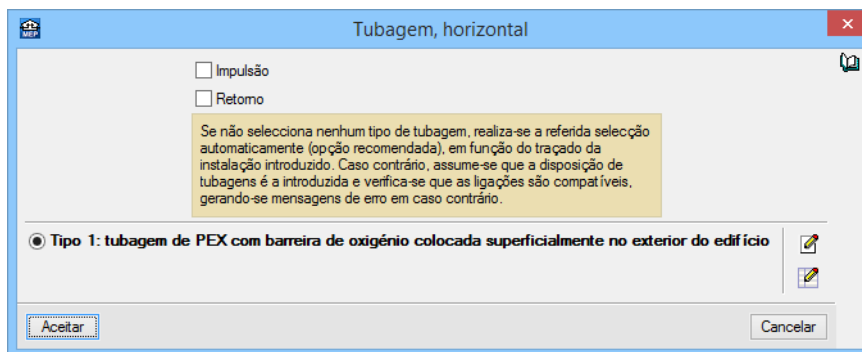 MEP
Tubagem, horizontal
Impulsão
Retorno
Se não selecciona nenhum tipo de tubagem, realiza-se a referida selecção
automaticamente (opção recomendada), em função do traçado da
instalação introduzido. Caso contrário, assume-se que a disposição de
tubagens é a introduzida e verifica-se que as ligações são compatíveis,
gerando-se mensagens de erro em caso contrário.
Tipo 1: tubagem de PEX com barreira de oxigénio colocada superficialmente no exterior do edifício
Aceitar
Cancelar